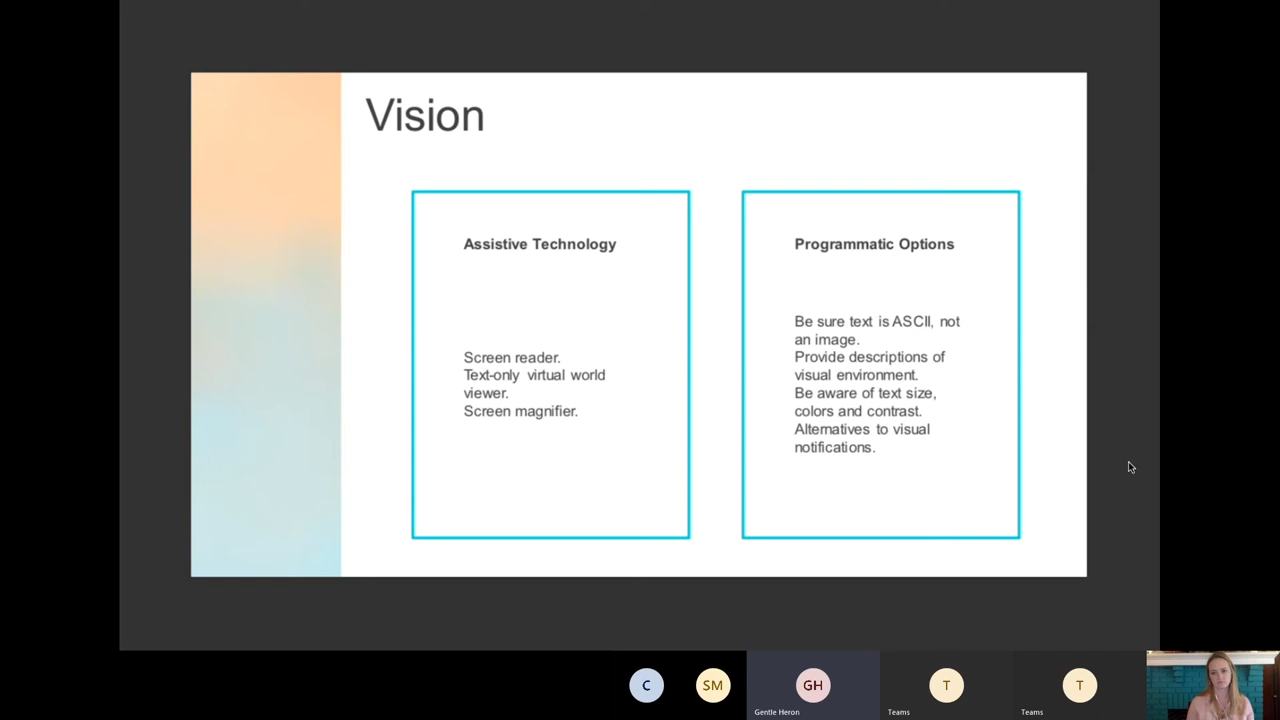 Vision
Assistive Technology
Screen reader.
Text-only virtual world
viewer.
Screen magnifier.
Programmatic Options
Be sure text is ASCII, not
an image.
Provide descriptions of
visual environment.
Be aware of text size,
colors and contrast.
Alternatives to visual
notifications.
C
SM
GH
Gentle Heron
T
Teams
T
Teams